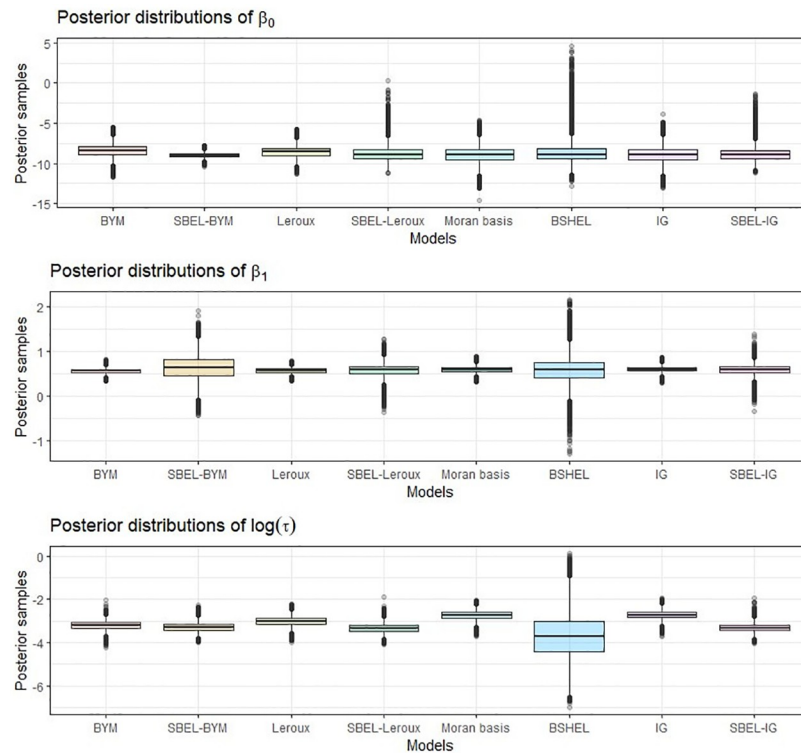 Posterior distributions of β₀
Posterior samples
5
0
-5
-10
-15
BYM SBEL-BYM Leroux SBEL-Leroux Moran basis BSHEL IG SBEL-IG
Models
Posterior distributions of β₁
Posterior samples
2
1
0
-1
BYM SBEL-BYM Leroux SBEL-Leroux Moran basis BSHEL IG SBEL-IG
Models
Posterior distributions of log(τ)
Posterior samples
0
-2
-4
-6
BYM SBEL-BYM Leroux SBEL-Leroux Moran basis BSHEL IG SBEL-IG
Models